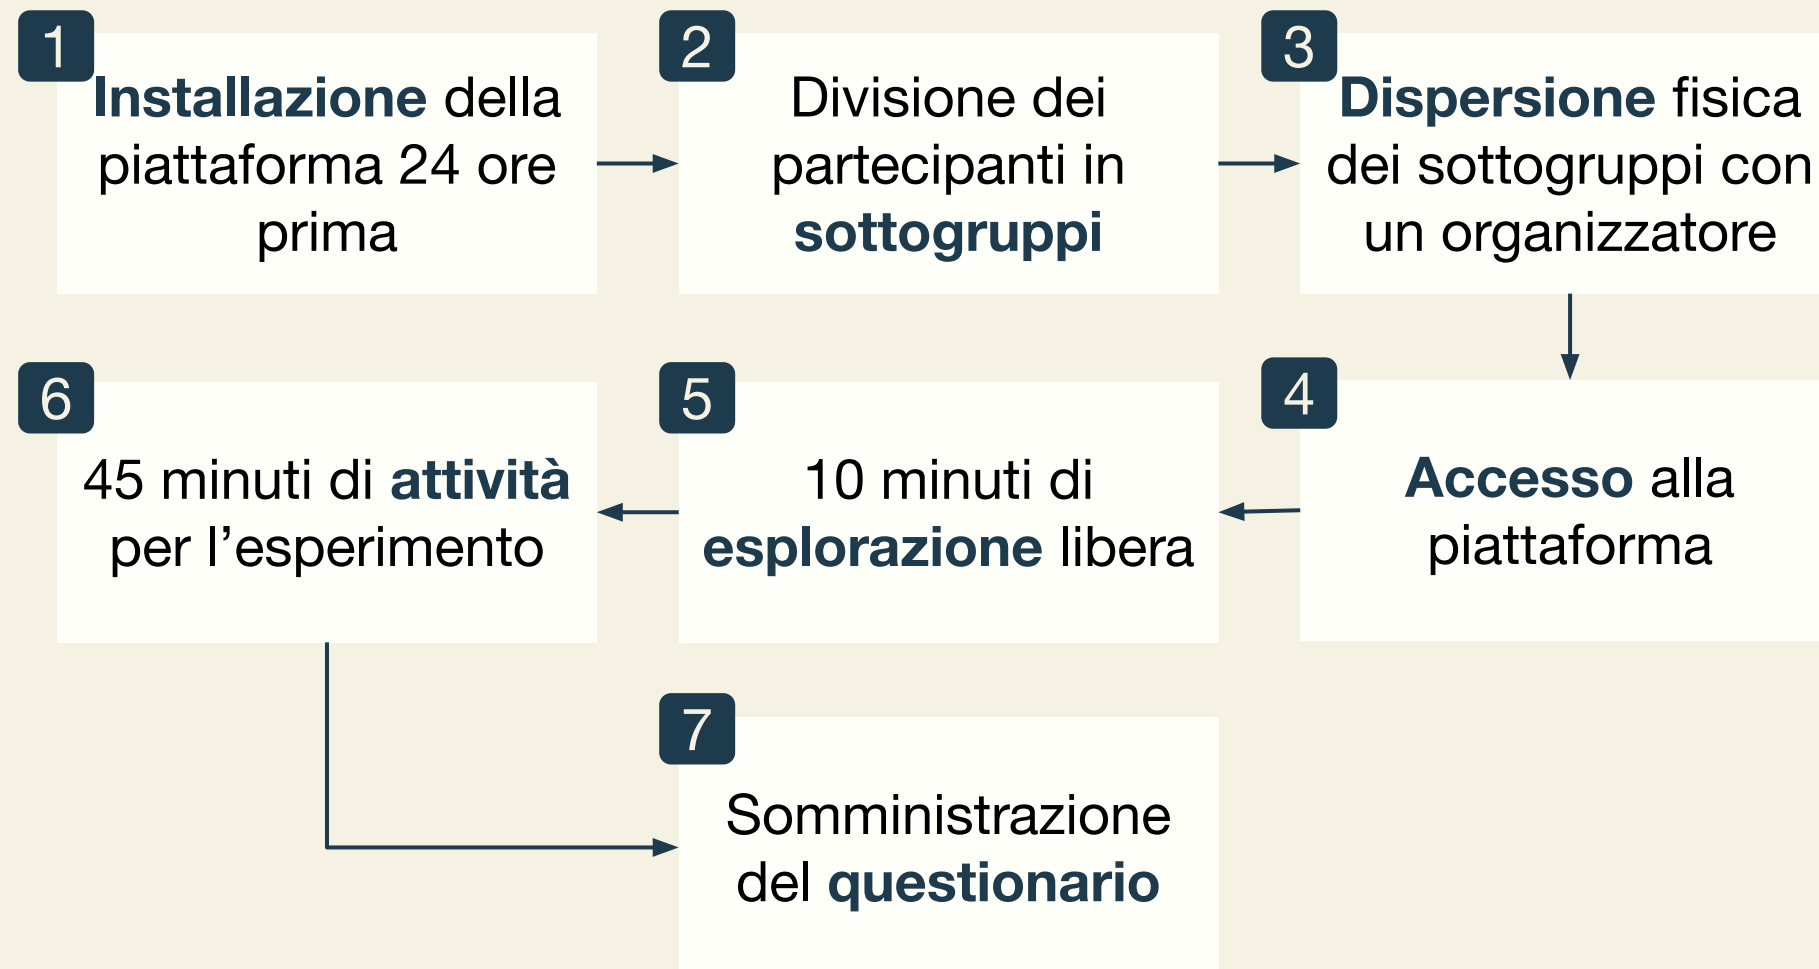 1
Installazione della
piattaforma 24 ore
prima
2
Divisione dei
partecipanti in
sottogruppi
3
Dispersione fisica
dei sottogruppi con
un organizzatore
4
Accesso alla
piattaforma
5
10 minuti di
esplorazione libera
6
45 minuti di attività
per l’esperimento
7
Somministrazione
del questionario